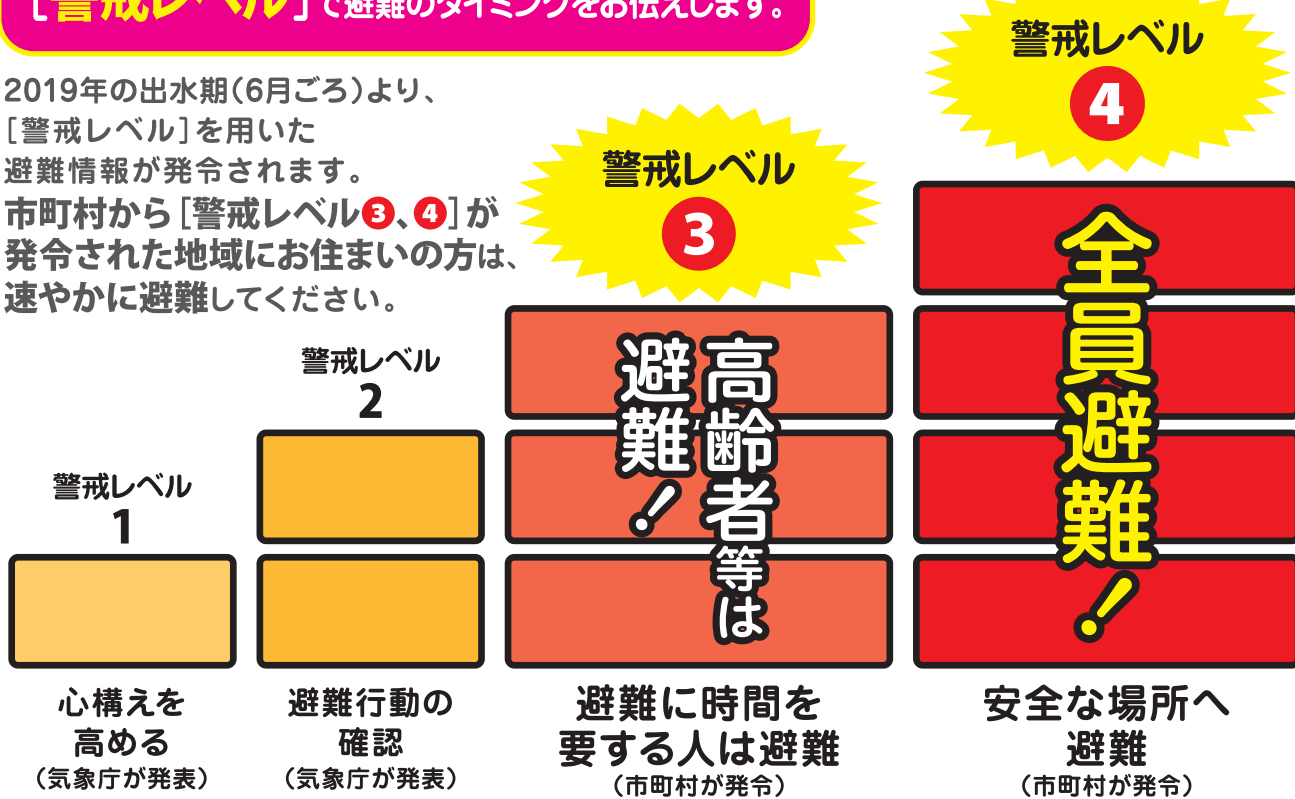 [警戒レベル]で避難のタイミングをお伝えします。
2019年の出水期(6月ごろ)より、
[警戒レベル]を用いた
避難情報が発令されます。
市町村から[警戒レベル3、4]が
発令された地域にお住まいの方は、
速やかに避難してください。
警戒レベル
1
心構えを
高める
(気象庁が発表)
警戒レベル
2
避難行動の
確認
(気象庁が発表)
警戒レベル
3
高齢者等は
避難!
避難に時間を
要する人は避難
(市町村が発令)
警戒レベル
4
全員避難!
安全な場所へ
避難
(市町村が発令)